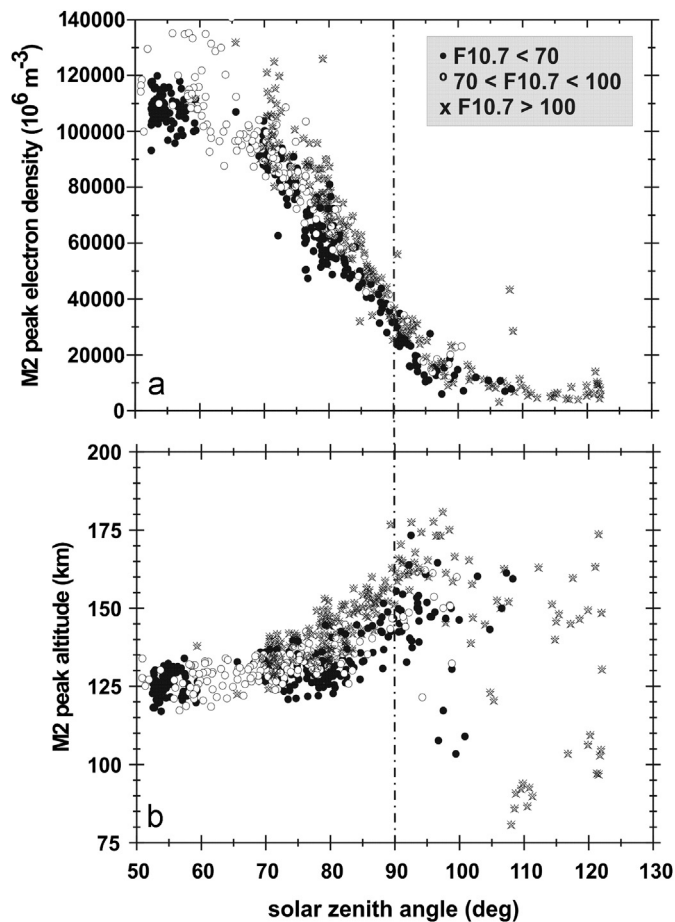 140000
120000
100000
80000
60000
40000
20000
0
M2 peak electron density (10⁶ m⁻³)
• F10.7 < 70
o 70 < F10.7 < 100
x F10.7 > 100
a
200
175
150
125
100
75
M2 peak altitude (km)
b
50 60 70 80 90 100 110 120 130
solar zenith angle (deg)